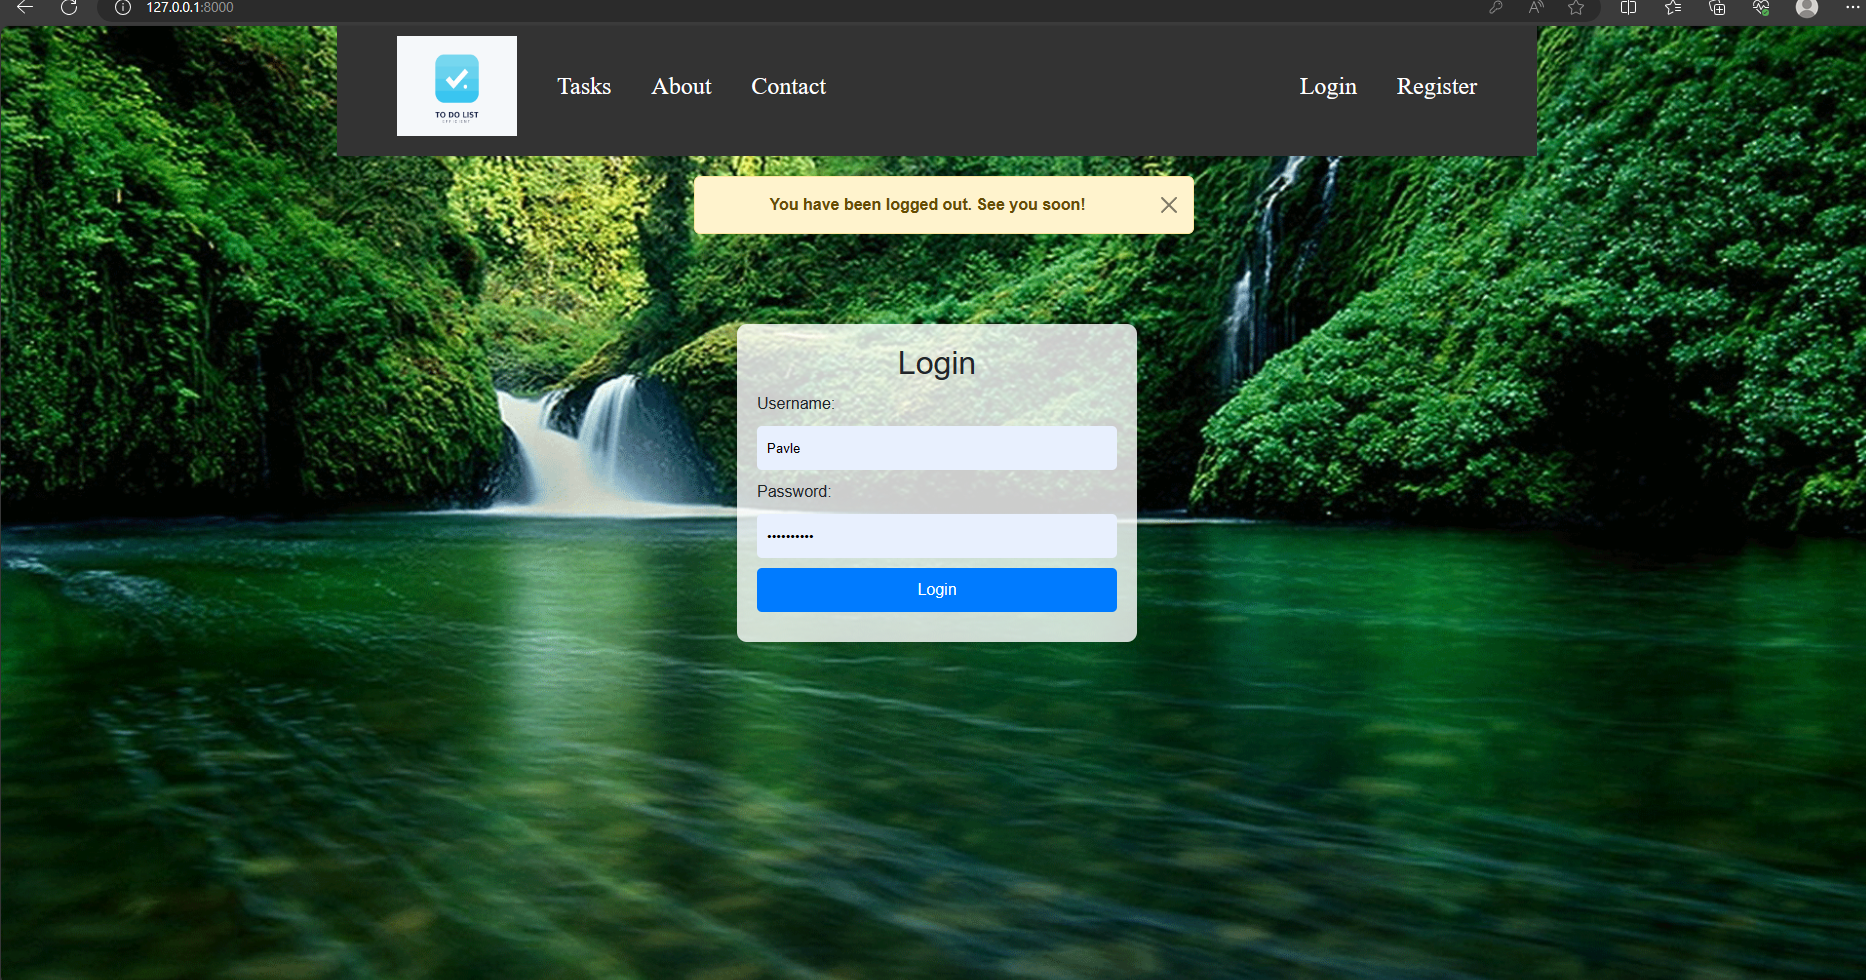 127.0.0.1:8000
TO DO LIST
EFFICIENT
Tasks
About
Contact
Login
Register
You have been logged out. See you soon!
Login
Username:
Pavle
Password:
••••••••••
Login